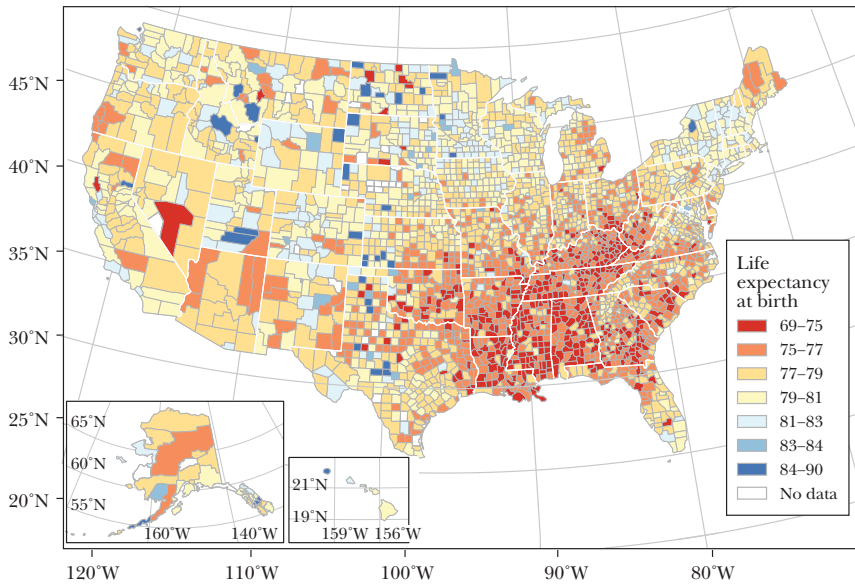 45˚N
40˚N
35˚N
30˚N
25˚N
20˚N
120˚W
110˚W
100˚W
90˚W
80˚W
65˚N
60˚N
55˚N
160˚W
140˚W
21˚N
19˚N
159˚W
156˚W
Life
expectancy
at birth
69–75
75–77
77–79
79–81
81–83
83–84
84–90
No data